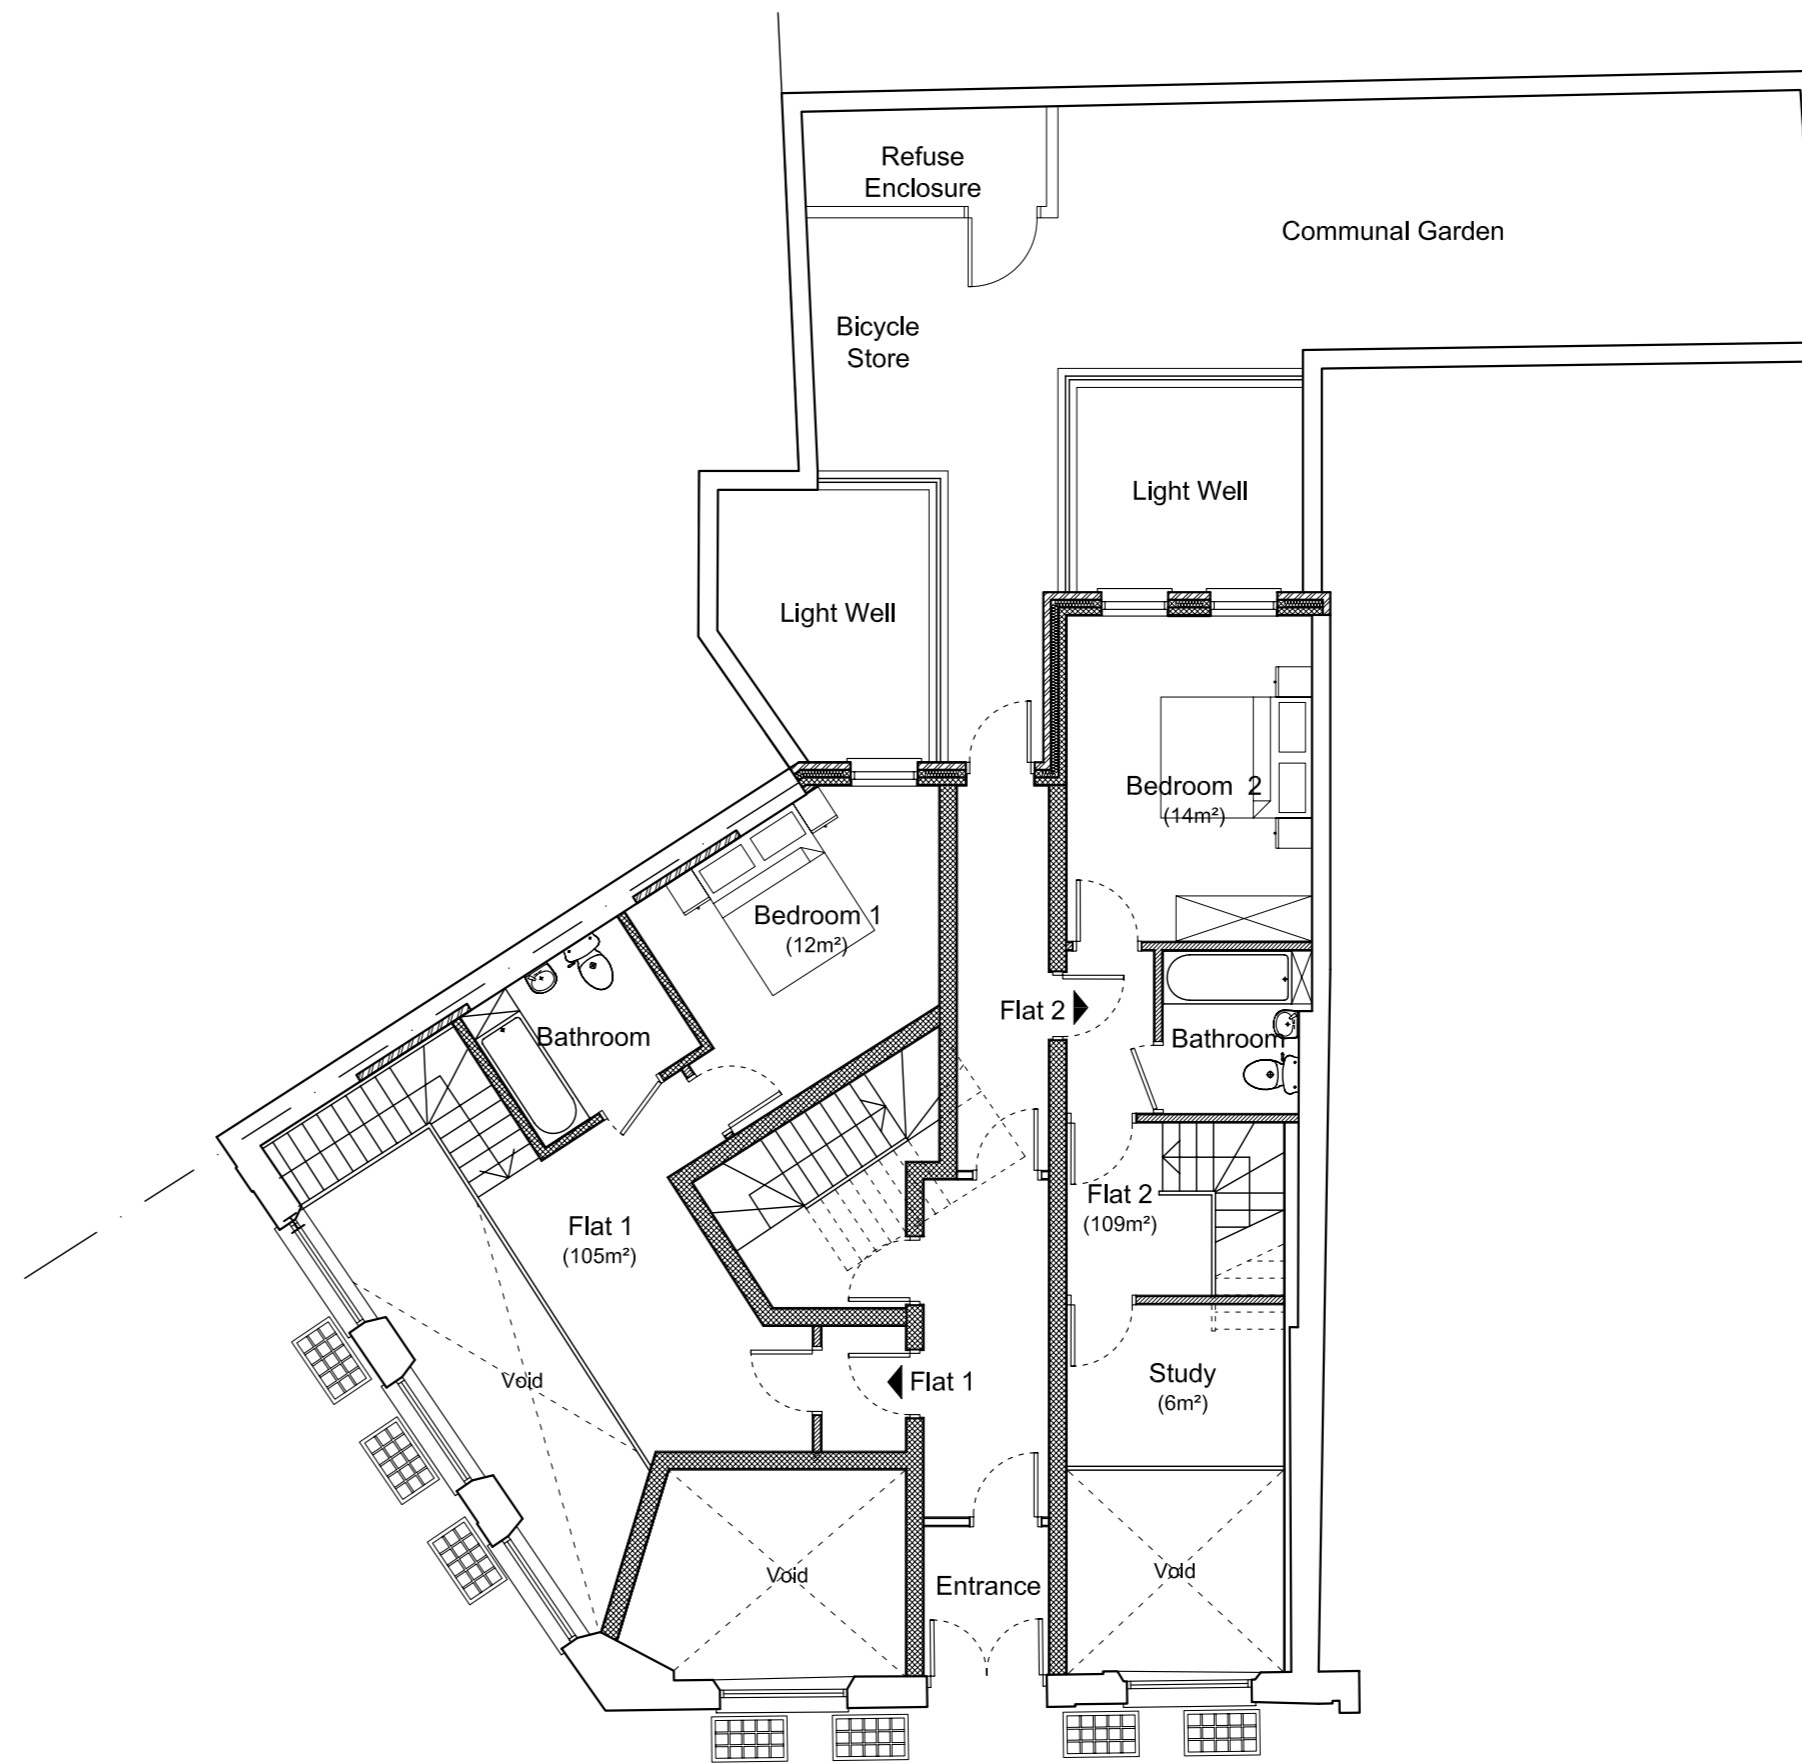 Refuse
Enclosure
Communal Garden
Bicycle
Store
Light Well
Light Well
Bedroom 2
(14m²)
Bedroom 1
(12m²)
Flat 2
Bathroom
Bathroom
Flat 2
(109m²)
Flat 1
(105m²)
Void
Flat 1
Study
(6m²)
Void
Void
Entrance